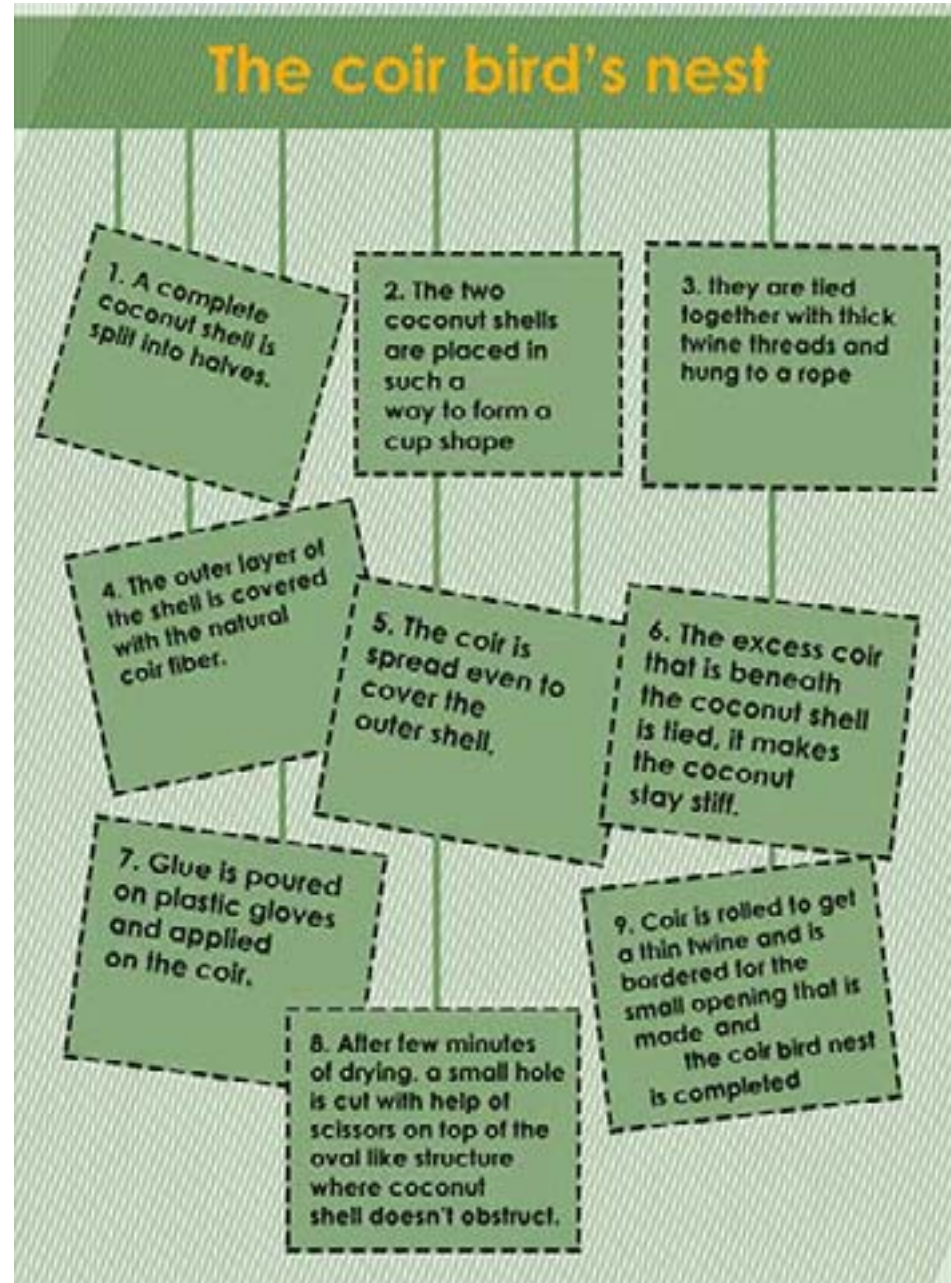 The coir bird's nest
1. A complete
coconut shell is
split into halves.
2. The two
coconut shells
are placed in
such a
way to form a
cup shape
3. they are tied
together with thick
twine threads and
hung to a rope
4. The outer layer of
the shell is covered
with the natural
coir fiber.
5. The coir is
spread even to
cover the
outer shell.
6. The excess coir
that is beneath
the coconut shell
is tied, it makes
the coconut
stay stiff.
7. Glue is poured
on plastic gloves
and applied
on the coir.
8. After few minutes
of drying. a small hole
is cut with help of
scissors on top of the
oval like structure
where coconut
shell doesn't obstruct.
9. Coir is rolled to get
a thin twine and is
bordered for the
small opening that is
made and
the coir bird nest
is completed